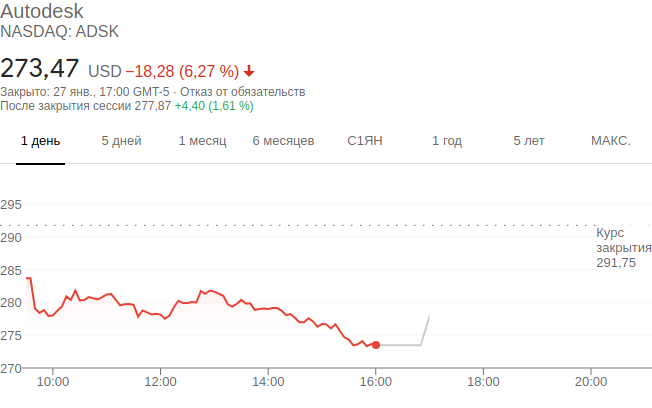 Autodesk
NASDAQ: ADSK
273,47 USD −18,28 (6,27 %)
Закрыто: 27 янв., 17:00 GMT-5 · Отказ от обязательств
После закрытия сессии 277,87 +4,40 (1,61 %)
1 день 5 дней 1 месяц 6 месяцев С1ЯН 1 год 5 лет МАКС.
295
290
285
280
275
270
Курс
закрытия
291,75
10:00 12:00 14:00 16:00 18:00 20:00